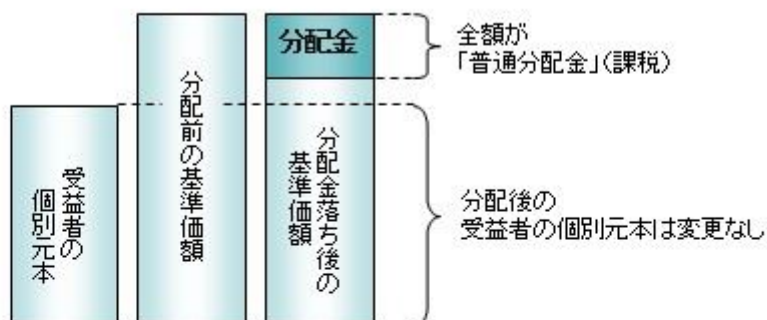 受益者の
個別元本
分配前の基準価額
分配金
分配金落ち後の
基準価額
全額が
「普通分配金」(課税)
分配後の
受益者の個別元本は変更なし